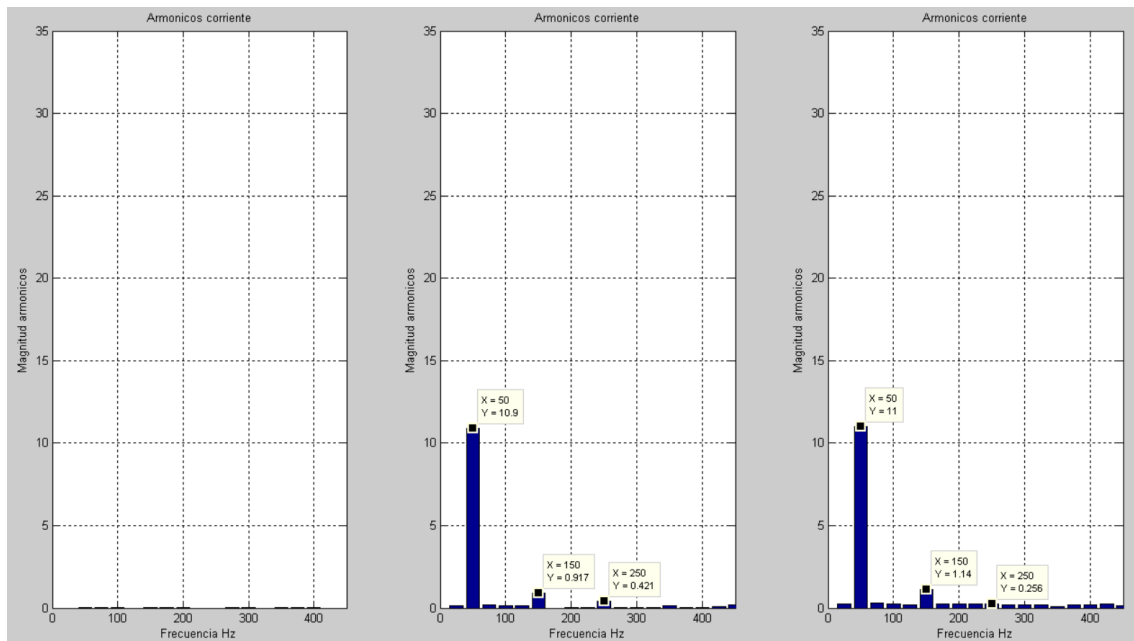 Armonicos corriente
Magnitud armonicos
35
30
25
20
15
10
5
0
0
100
200
300
400
Frecuencia Hz
Armonicos corriente
Magnitud armonicos
35
30
25
20
15
10
5
0
X = 50
Y = 10.9
X = 150
Y = 0.917
X = 250
Y = 0.421
0
100
200
300
400
Frecuencia Hz
Armonicos corriente
Magnitud armonicos
35
30
25
20
15
10
5
0
X = 50
Y = 11
X = 150
Y = 1.14
X = 250
Y = 0.256
0
100
200
300
400
Frecuencia Hz